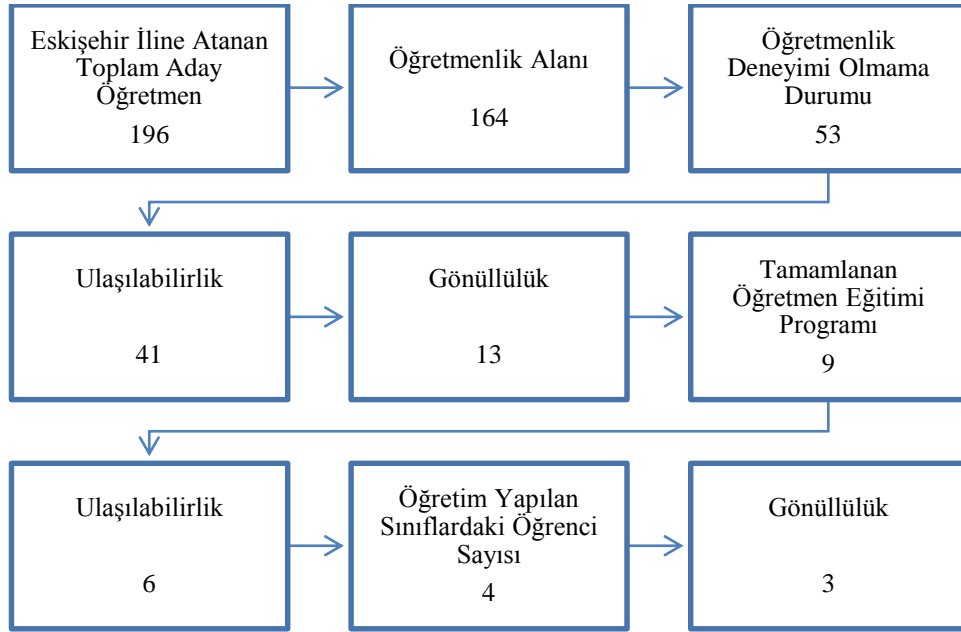 Eskişehir İline Atanan
Toplam Aday
Öğretmen
196
Öğretmenlik Alanı
164
Öğretmenlik
Deneyimi Olmama
Durumu
53
Ulaşılabilirlik
41
Gönüllülük
13
Tamamlanan
Öğretmen Eğitimi
Programı
9
Ulaşılabilirlik
6
Öğretim Yapılan
Sınıflardaki Öğrenci
Sayısı
4
Gönüllülük
3